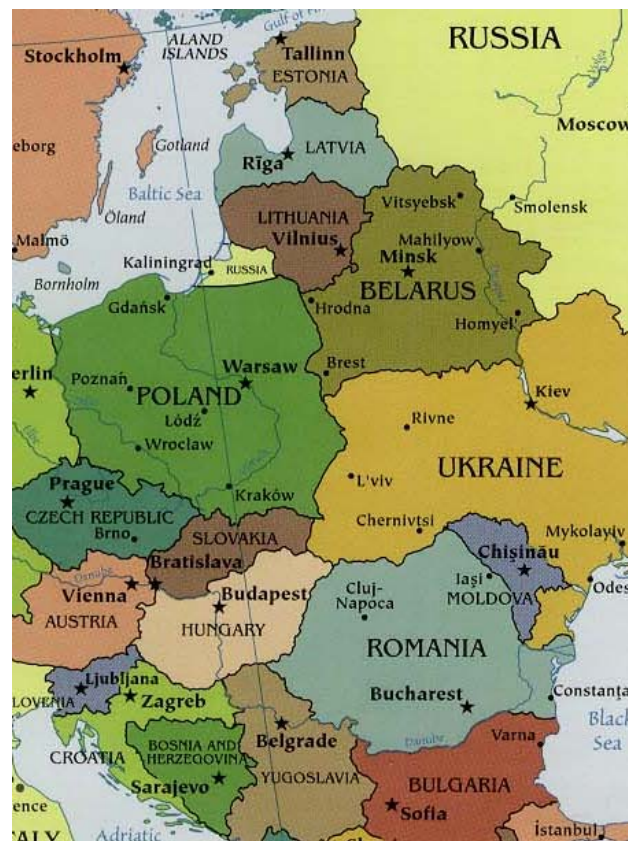 Gulf of
ALAND
ISLANDS
RUSSIA
Stockholm
Tallinn
ESTONIA
Volga
Moscow
eborg
Gotland
Rīga
LATVIA
Baltic Sea
Vitsyebsk
Smolensk
Öland
LITHUANIA
Vilnius
Mahilyow
Malmö
Minsk
Kaliningrad
RUSSIA
Bornholm
BELARUS
Gdańsk
Hrodna
Homyel'
erlin
Warsaw
Brest
Poznań
POLAND
Kiev
Łódź
Rivne
Wroclaw
UKRAINE
L'viv
Prague
Kraków
CZECH REPUBLIC
Brno
SLOVAKIA
Chernivtsi
Mykolayiv
Bratislava
Chişinău
Danube
Vienna
Budapest
Cluj-
Napoca
Iaşi
MOLDOVA
Odes
AUSTRIA
HUNGARY
ROMANIA
Ljubljana
LOVENIA
Zagreb
Bucharest
Constanţa
Black
Sea
BOSNIA AND
HERZEGOVINA
Belgrade
Danube
Varna
CROATIA
Sarajevo
YUGOSLAVIA
BULGARIA
Sofia
ence
ALY
Adriatic
İstanbul